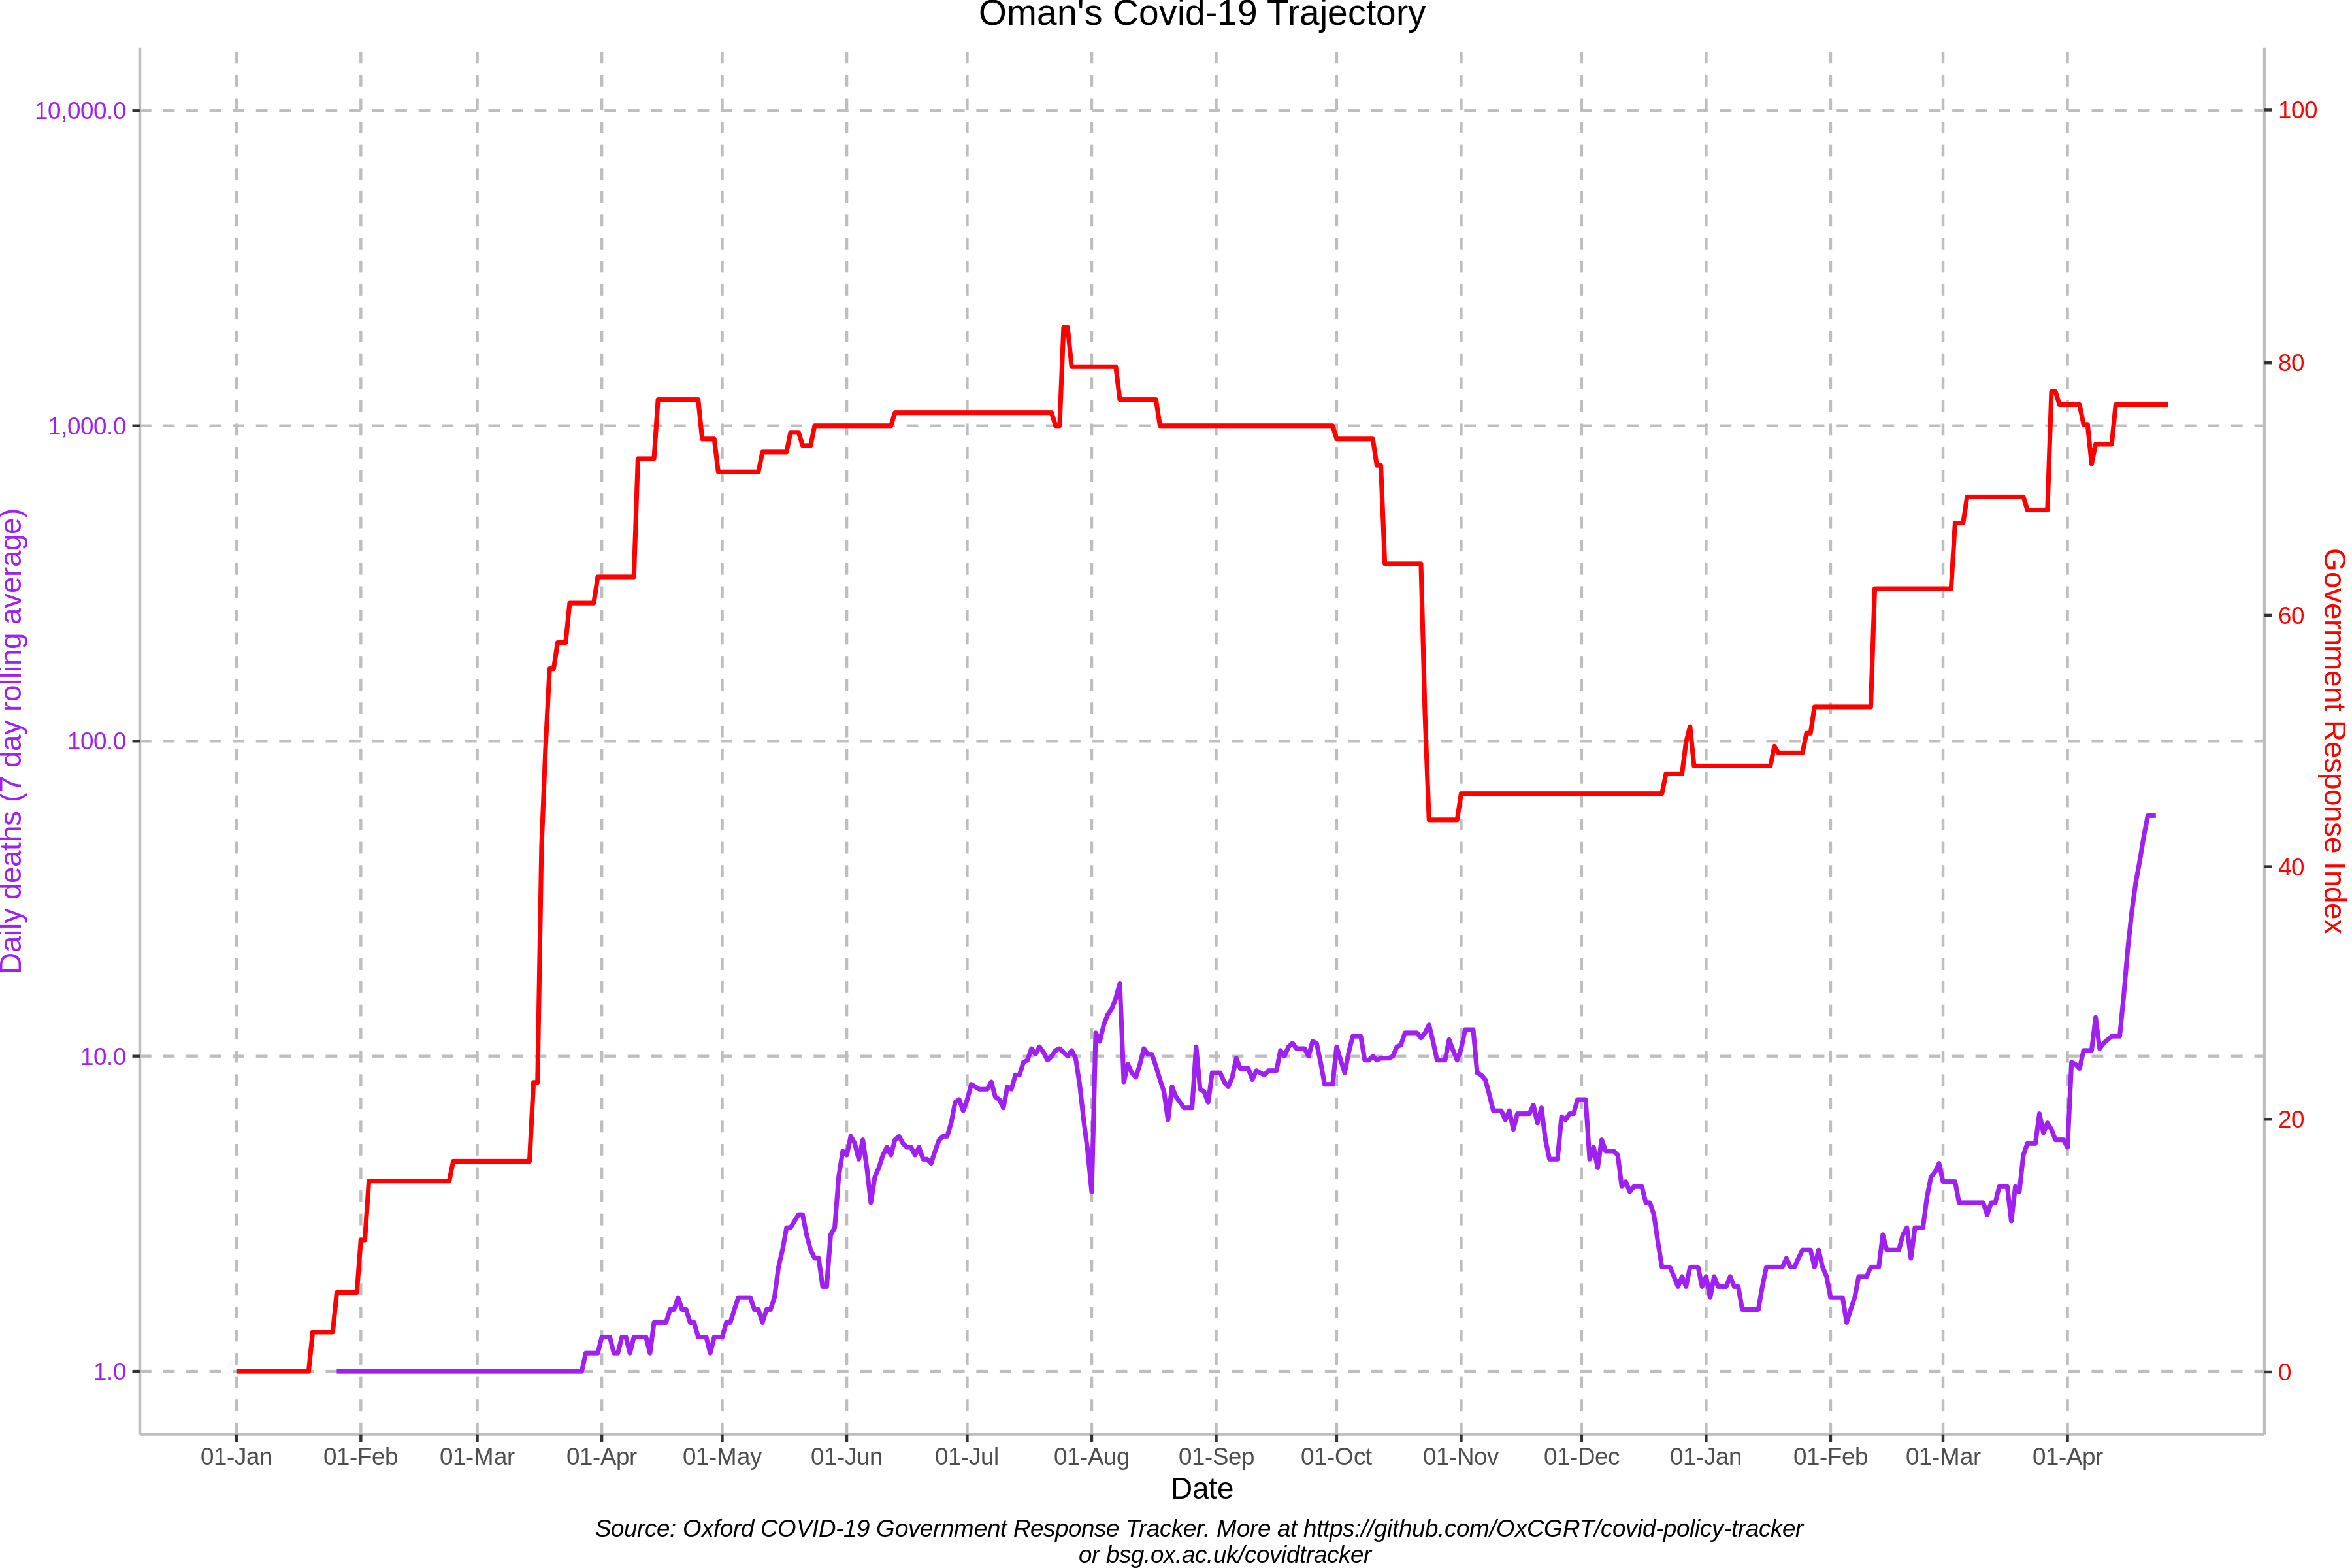 Oman's Covid-19 Trajectory
10,000.0
1,000.0
100.0
10.0
1.0
Daily deaths (7 day rolling average)
100
80
60
40
20
0
Government Response Index
01-Jan 01-Feb 01-Mar 01-Apr 01-May 01-Jun 01-Jul 01-Aug 01-Sep 01-Oct 01-Nov 01-Dec 01-Jan 01-Feb 01-Mar 01-Apr
Date
Source: Oxford COVID-19 Government Response Tracker. More at https://github.com/OxCGRT/covid-policy-tracker
or bsg.ox.ac.uk/covidtracker